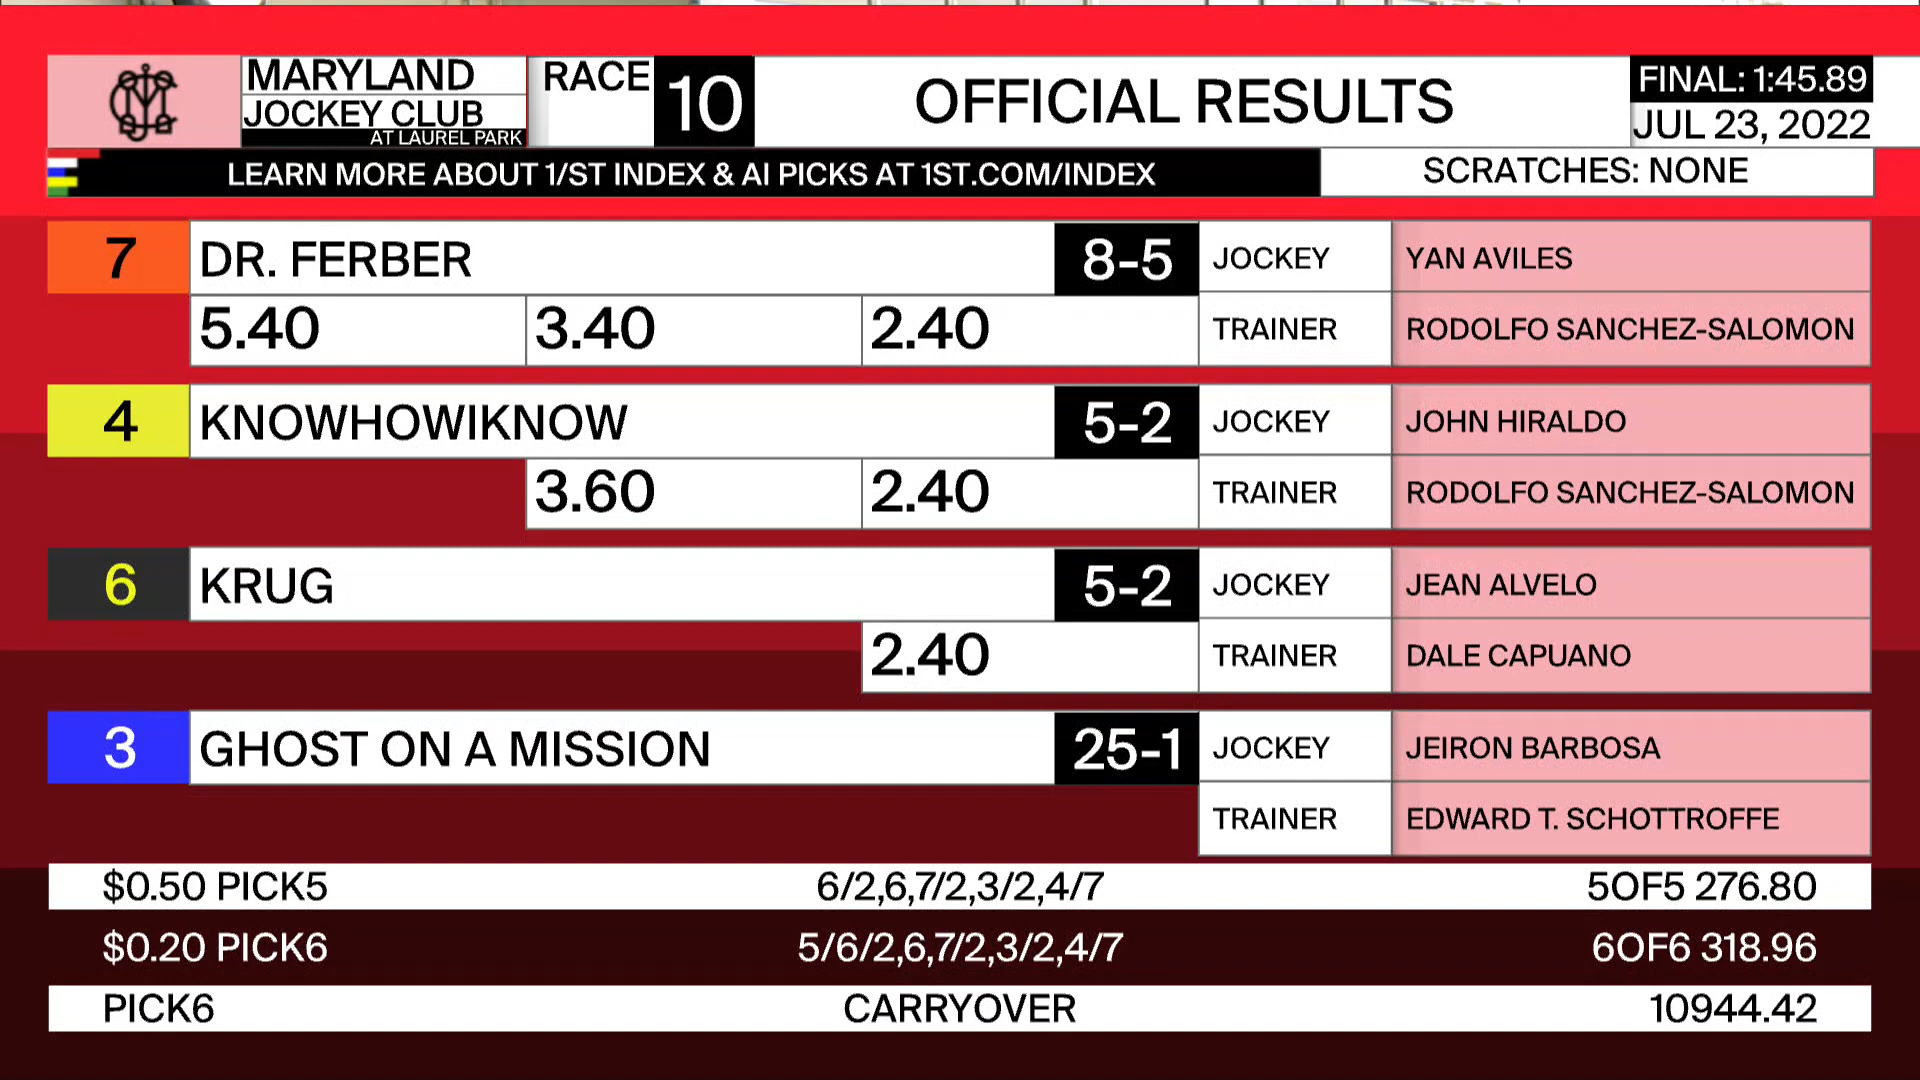 MARYLAND
JOCKEY CLUB
AT LAUREL PARK
RACE 10
OFFICIAL RESULTS
FINAL: 1:45.89
JUL 23, 2022
LEARN MORE ABOUT 1/ST INDEX & AI PICKS AT 1ST.COM/INDEX
SCRATCHES: NONE
7 DR. FERBER 8-5 JOCKEY YAN AVILES
5.40 3.40 2.40 TRAINER RODOLFO SANCHEZ-SALOMON
4 KNOWHOWIKNOW 5-2 JOCKEY JOHN HIRALDO
3.60 2.40 TRAINER RODOLFO SANCHEZ-SALOMON
6 KRUG 5-2 JOCKEY JEAN ALVELO
2.40 TRAINER DALE CAPUANO
3 GHOST ON A MISSION 25-1 JOCKEY JEIRON BARBOSA
TRAINER EDWARD T. SCHOTTROFFE
$0.50 PICK5 6/2,6,7/2,3/2,4/7 5OF5 276.80
$0.20 PICK6 5/6/2,6,7/2,3/2,4/7 6OF6 318.96
PICK6 CARRYOVER 10944.42